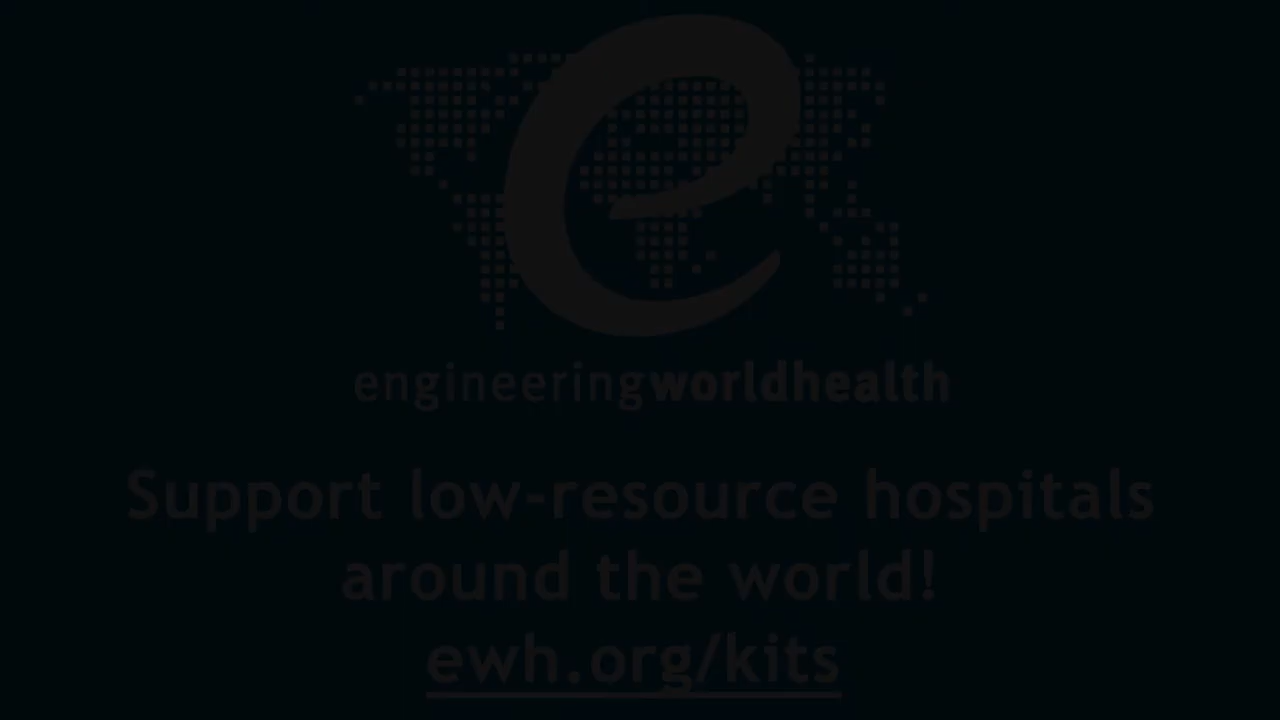 engineeringworldhealth
Support low-resource hospitals
around the world!
ewh.org/kits